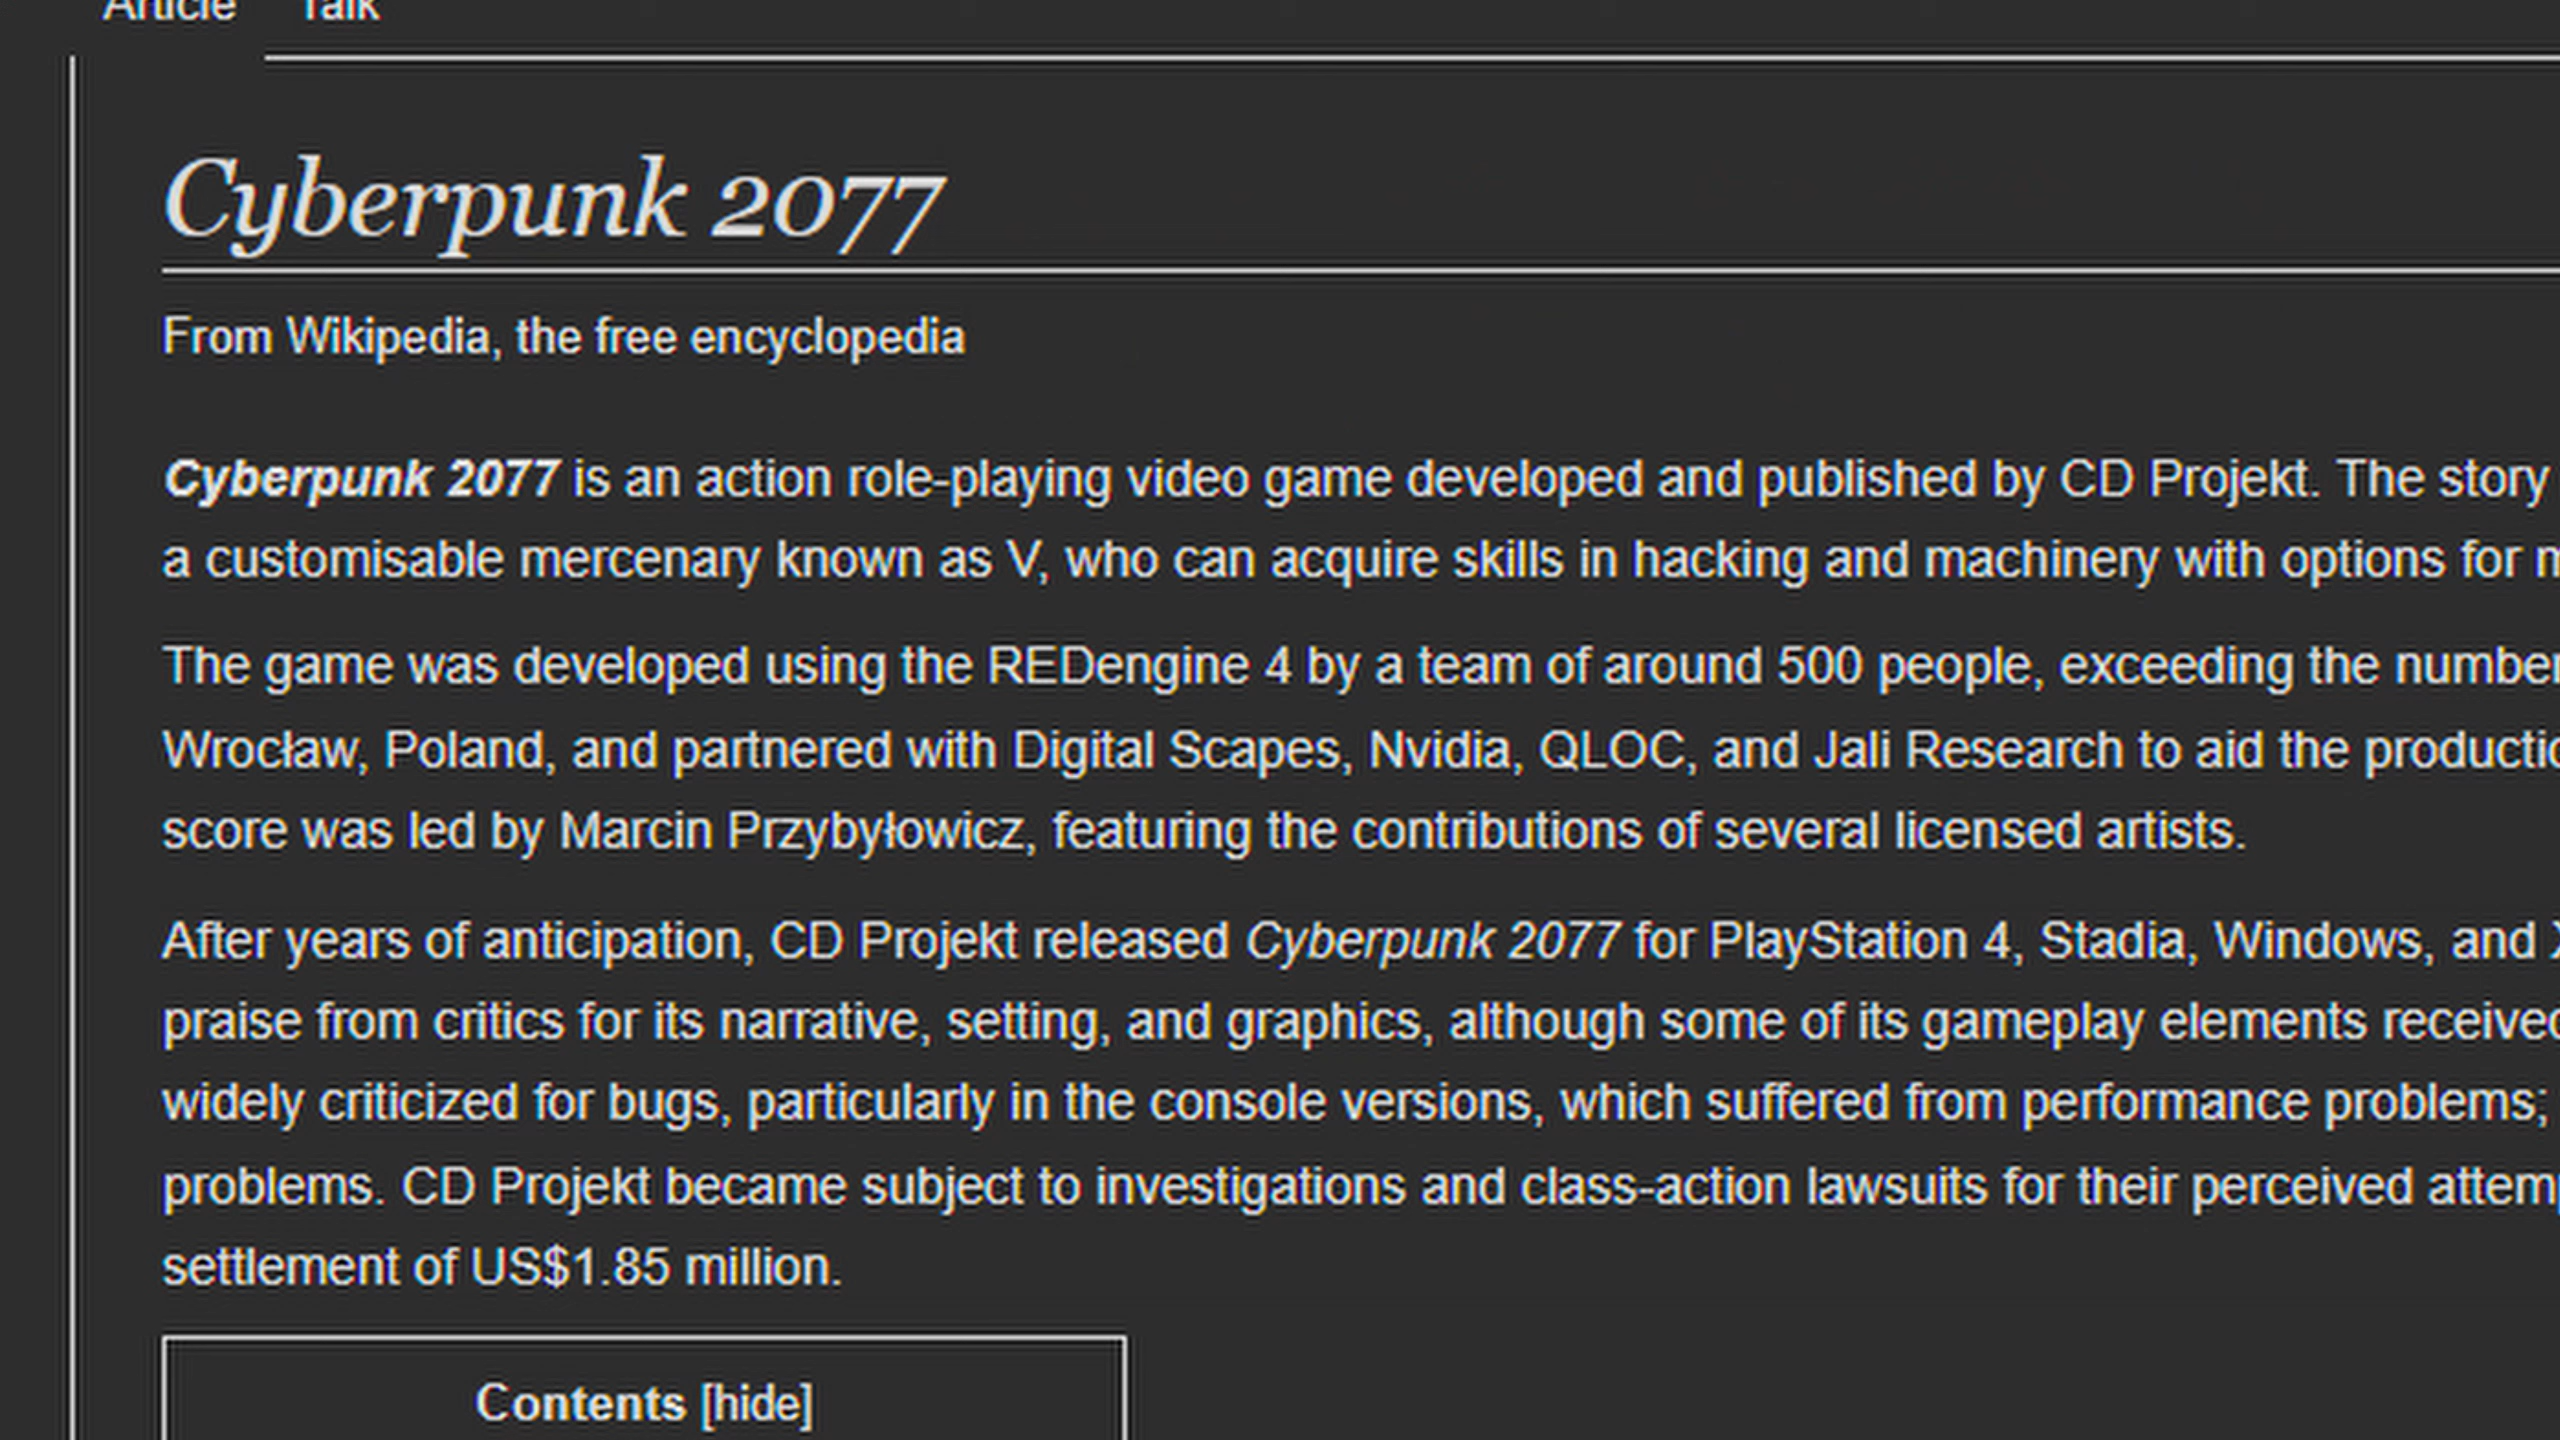 Article Talk
Cyberpunk 2077
From Wikipedia, the free encyclopedia
Cyberpunk 2077 is an action role-playing video game developed and published by CD Projekt. The story
a customisable mercenary known as V, who can acquire skills in hacking and machinery with options for
The game was developed using the REDengine 4 by a team of around 500 people, exceeding the number
Wrocław, Poland, and partnered with Digital Scapes, Nvidia, QLOC, and Jali Research to aid the
score was led by Marcin Przybyłowicz, featuring the contributions of several licensed artists.
After years of anticipation, CD Projekt released Cyberpunk 2077 for PlayStation 4, Stadia, Windows, and
praise from critics for its narrative, setting, and graphics, although some of its gameplay elements received
widely criticized for bugs, particularly in the console versions, which suffered from performance problems;
problems. CD Projekt became subject to investigations and class-action lawsuits for their perceived
settlement of US$1.85 million.
Contents [hide]